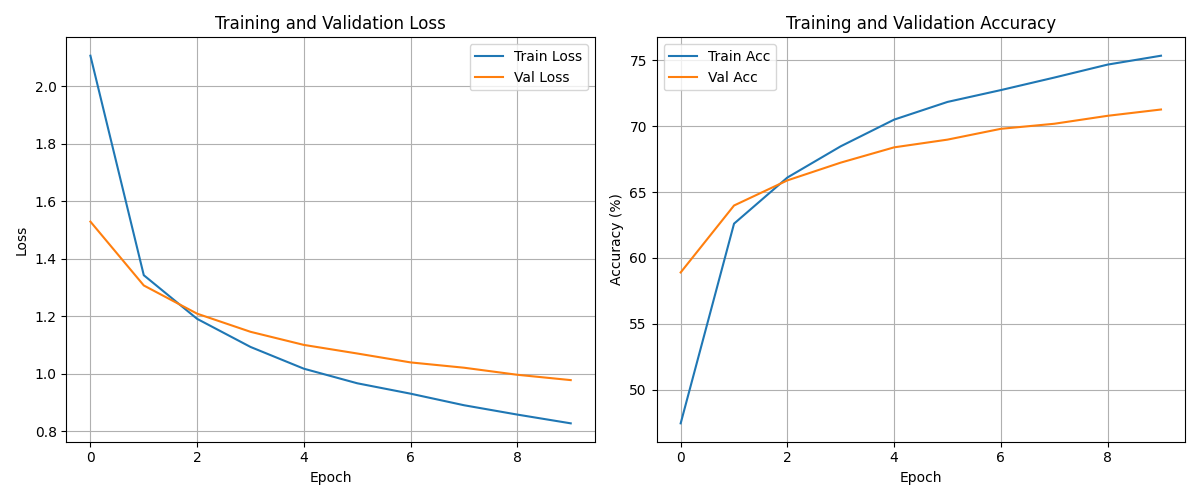 Training and Validation Loss
Loss
2.0
1.8
1.6
1.4
1.2
1.0
0.8
0 2 4 6 8
Epoch
Train Loss
Val Loss
Training and Validation Accuracy
Accuracy (%)
75
70
65
60
55
50
0 2 4 6 8
Epoch
Train Acc
Val Acc